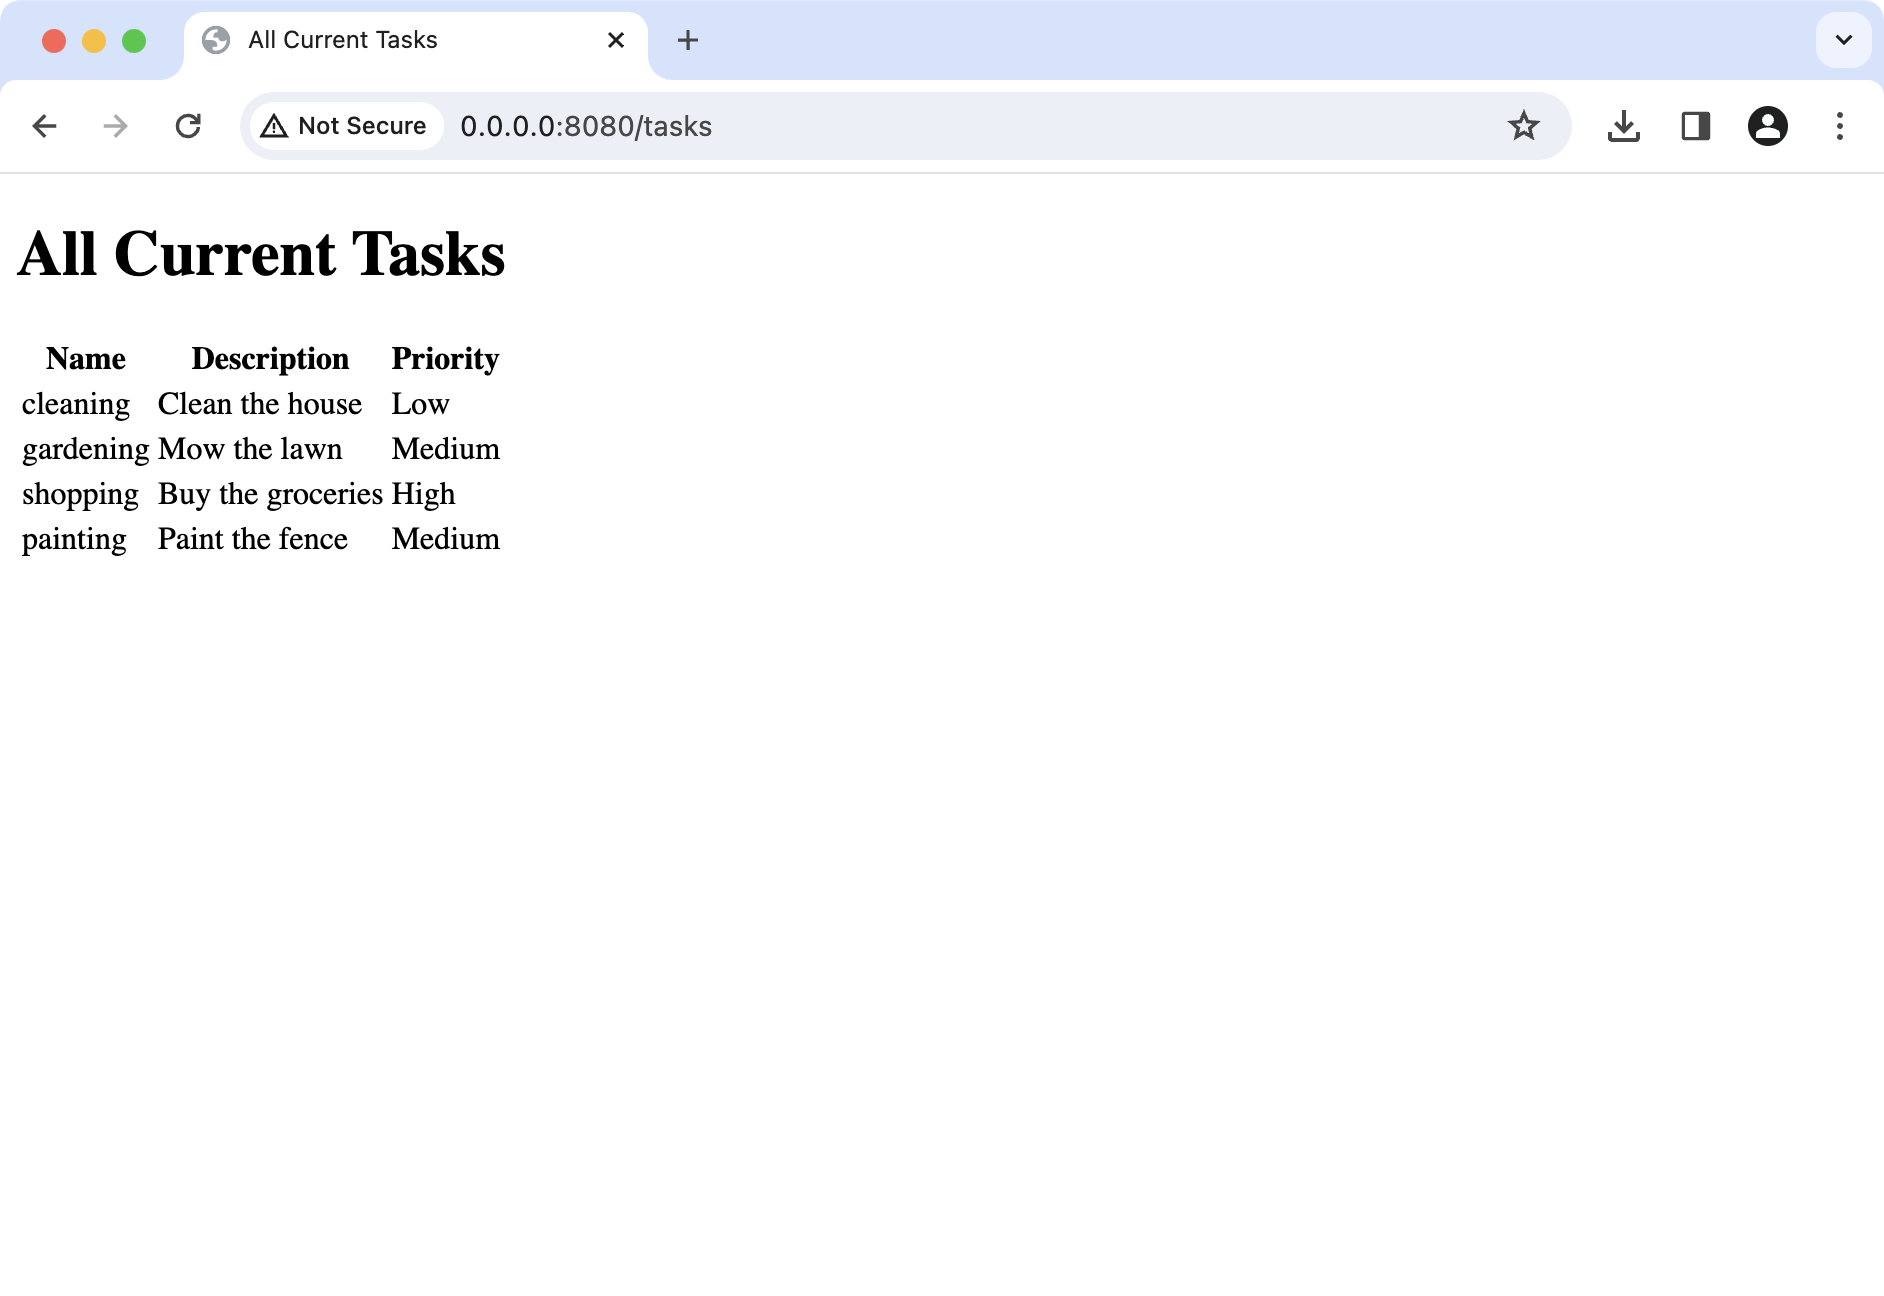 All Current Tasks
Not Secure 0.0.0.0:8080/tasks
All Current Tasks
Name Description Priority
cleaning Clean the house Low
gardening Mow the lawn Medium
shopping Buy the groceries High
painting Paint the fence Medium